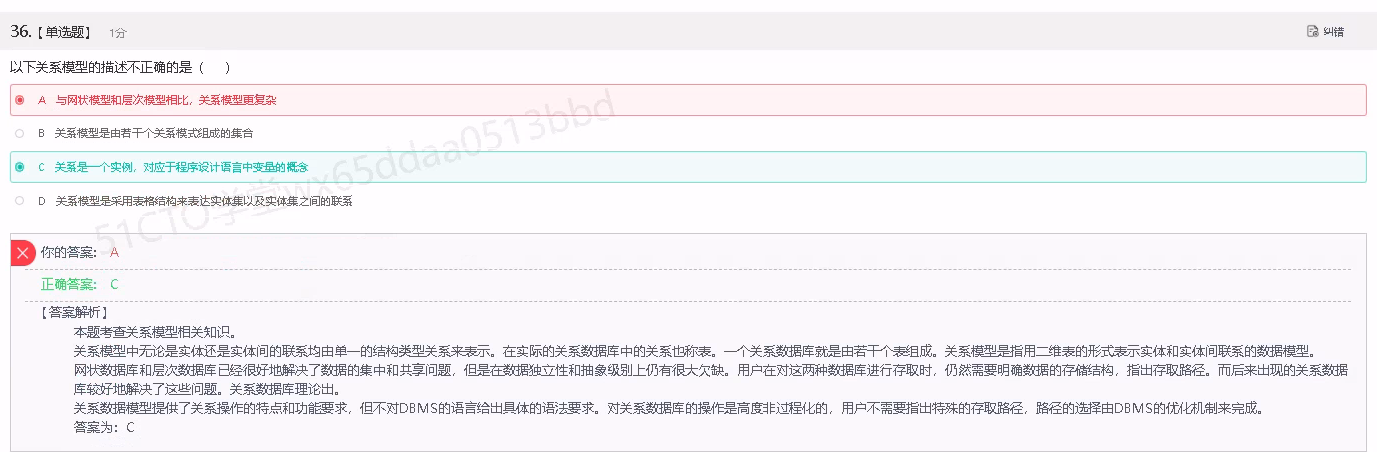 36.【单选题】 1分 纠错
以下关系模型的描述不正确的是（ ）
A 与网状模型和层次模型相比，关系模型更复杂
B 关系模型是由若干个关系模式组成的集合
C 关系是一个实例，对应于程序设计语言中变量的概念
D 关系模型是采用表格结构来表达实体集以及实体集之间的联系
51CTO学堂wx65ddaa0513bbd
你的答案： A
正确答案： C
【答案解析】
本题考查关系模型相关知识。
关系模型中无论是实体还是实体间的联系均由单一的结构类型关系来表示。在实际的关系数据库中的关系也称表。一个关系数据库就是由若干个表组成。关系模型是指用二维表的形式表示实体和实体间联系的数据模型。
网状数据库和层次数据库已经很好地解决了数据的集中和共享问题，但是在数据独立性和抽象级别上仍有很大欠缺。用户在对这两种数据库进行存取时，仍然需要明确数据的存储结构，指出存取路径。而后来出现的关系数据
库较好地解决了这些问题。关系数据库理论出。
关系数据模型提供了关系操作的特点和功能要求，但不对DBMS的语言给出具体的语法要求。对关系数据库的操作是高度非过程化的，用户不需要指出特殊的存取路径，路径的选择由DBMS的优化机制来完成。
答案为：C